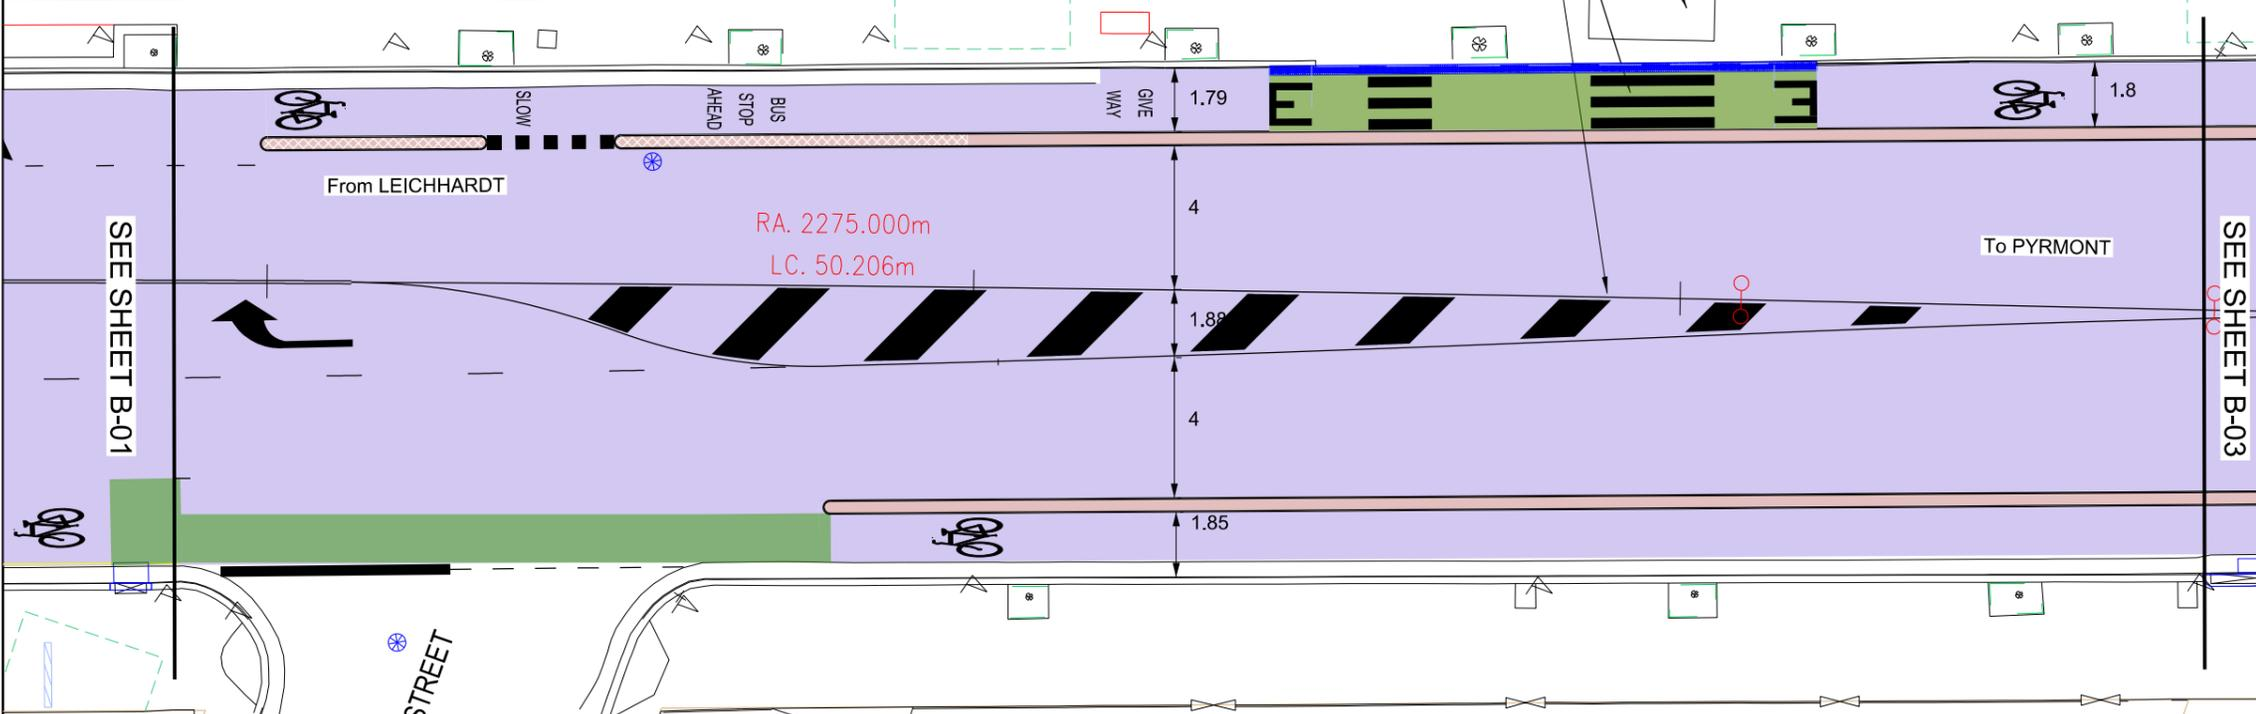 SLOW
AHEAD
STOP
BUS
WAY
GIVE
1.79
1.8
From LEICHHARDT
4
RA. 2275.000m
LC. 50.206m
To PYRMONT
SEE SHEET B-01
1.88
SEE SHEET B-03
4
1.85
STREET